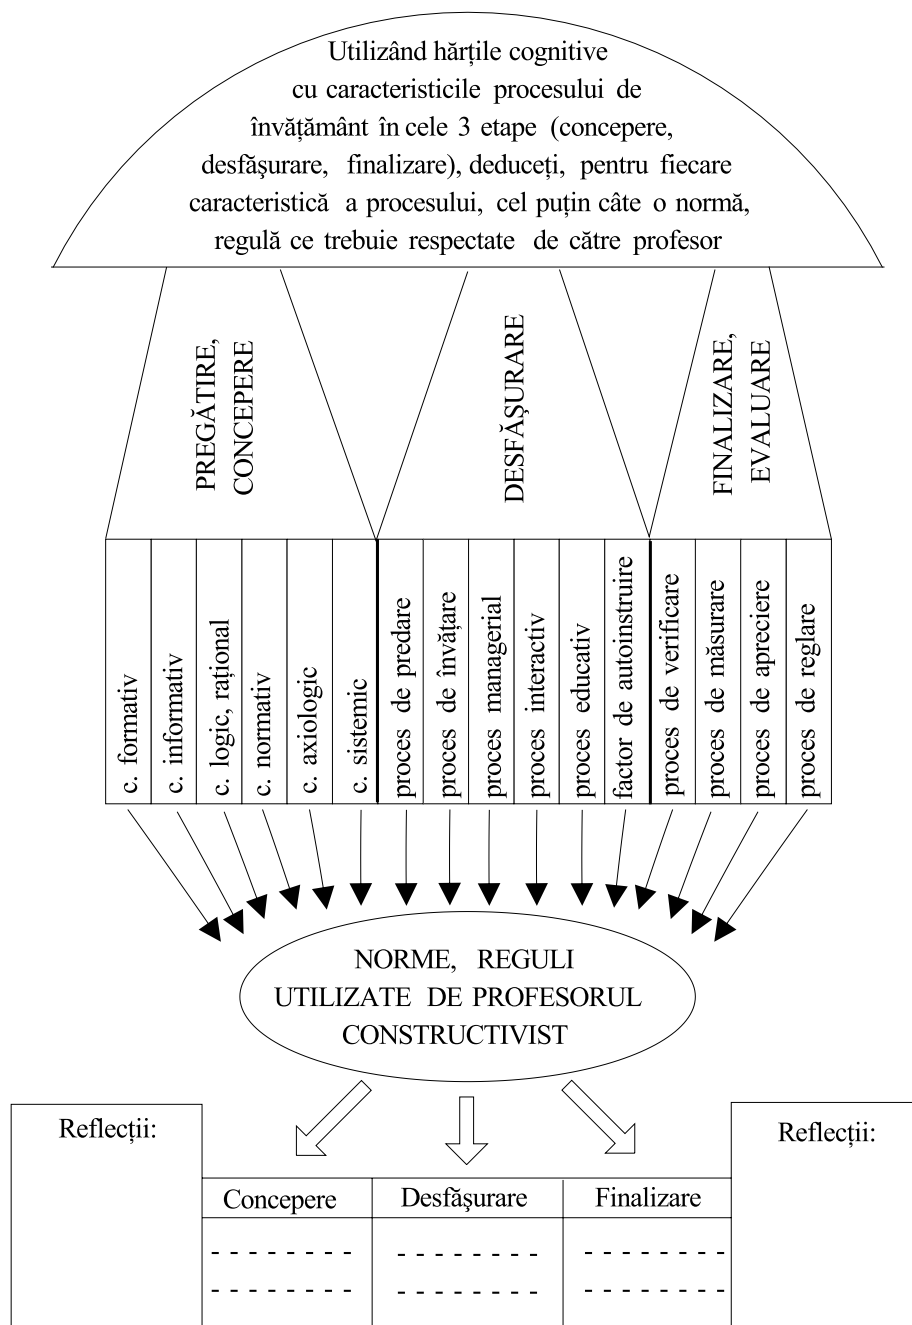 Utilizând hărțile cognitive
cu caracteristicile procesului de
învățământ în cele 3 etape (concepere,
desfăşurare, finalizare), deduceți, pentru fiecare
caracteristică a procesului, cel puțin câte o normă,
regulă ce trebuie respectate de către profesor
PREGĂTIRE,
CONCEPERE
DESFĂŞURARE
FINALIZARE,
EVALUARE
c. formativ
c. informativ
c. logic, rațional
c. normativ
c. axiologic
c. sistemic
proces de predare
proces de învățare
proces managerial
proces interactiv
proces educativ
factor de autoinstruire
proces de verificare
proces de măsurare
proces de apreciere
proces de reglare
NORME, REGULI
UTILIZATE DE PROFESORUL
CONSTRUCTIVIST
Reflecții:
Reflecții:
Concepere
Desfăşurare
Finalizare